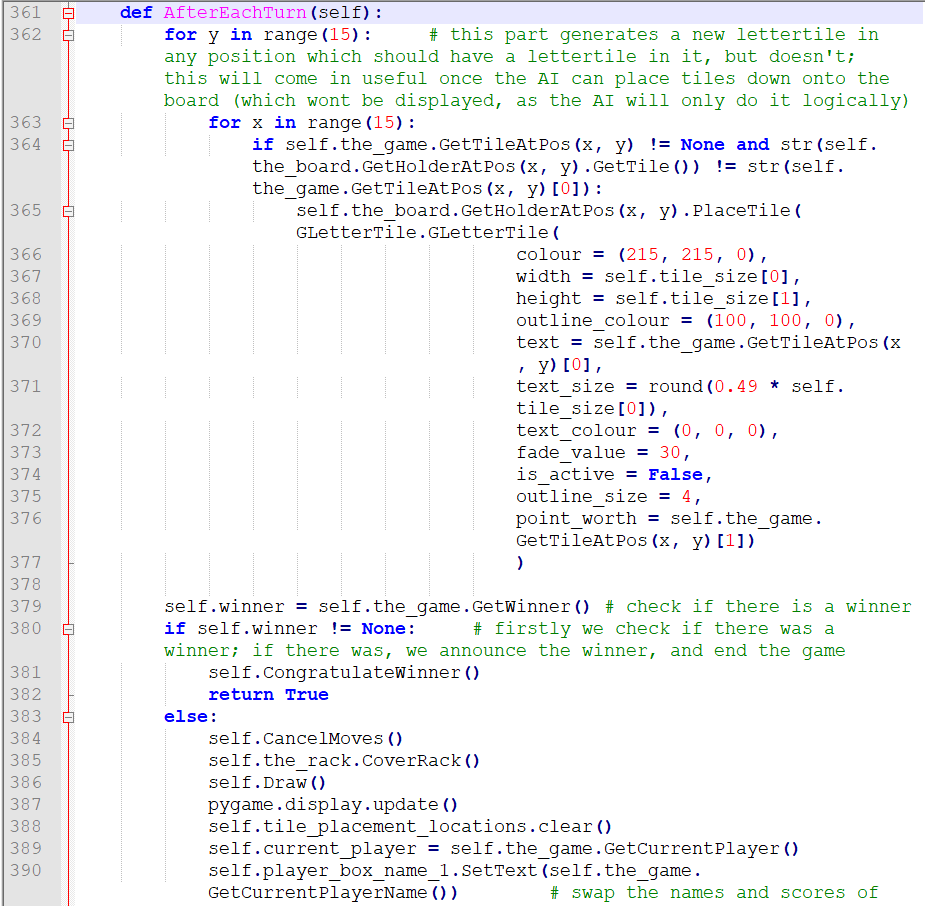 361 def AfterEachTurn(self):
362 for y in range(15): # this part generates a new lettertile in
any position which should have a lettertile in it, but doesn't;
this will come in useful once the AI can place tiles down onto the
board (which wont be displayed, as the AI will only do it logically)
363 for x in range(15):
364 if self.the_game.GetTileAtPos(x, y) != None and str(self.
the_board.GetHolderAtPos(x, y).GetTile()) != str(self.
the_game.GetTileAtPos(x, y)[0]):
365 self.the_board.GetHolderAtPos(x, y).PlaceTile(
GLetterTile.GLetterTile(
366 colour = (215, 215, 0),
367 width = self.tile_size[0],
368 height = self.tile_size[1],
369 outline_colour = (100, 100, 0),
370 text = self.the_game.GetTileAtPos(x
, y)[0],
371 text_size = round(0.49 * self.
tile_size[0]),
372 text_colour = (0, 0, 0),
373 fade_value = 30,
374 is_active = False,
375 outline_size = 4,
376 point_worth = self.the_game.
GetTileAtPos(x, y)[1])
377 )
378
379 self.winner = self.the_game.GetWinner() # check if there is a winner
380 if self.winner != None: # firstly we check if there was a
winner; if there was, we announce the winner, and end the game
381 self.CongratulateWinner()
382 return True
383 else:
384 self.CancelMoves()
385 self.the_rack.CoverRack()
386 self.Draw()
387 pygame.display.update()
388 self.tile_placement_locations.clear()
389 self.current_player = self.the_game.GetCurrentPlayer()
390 self.player_box_name_1.SetText(self.the_game.
GetCurrentPlayerName()) # swap the names and scores of